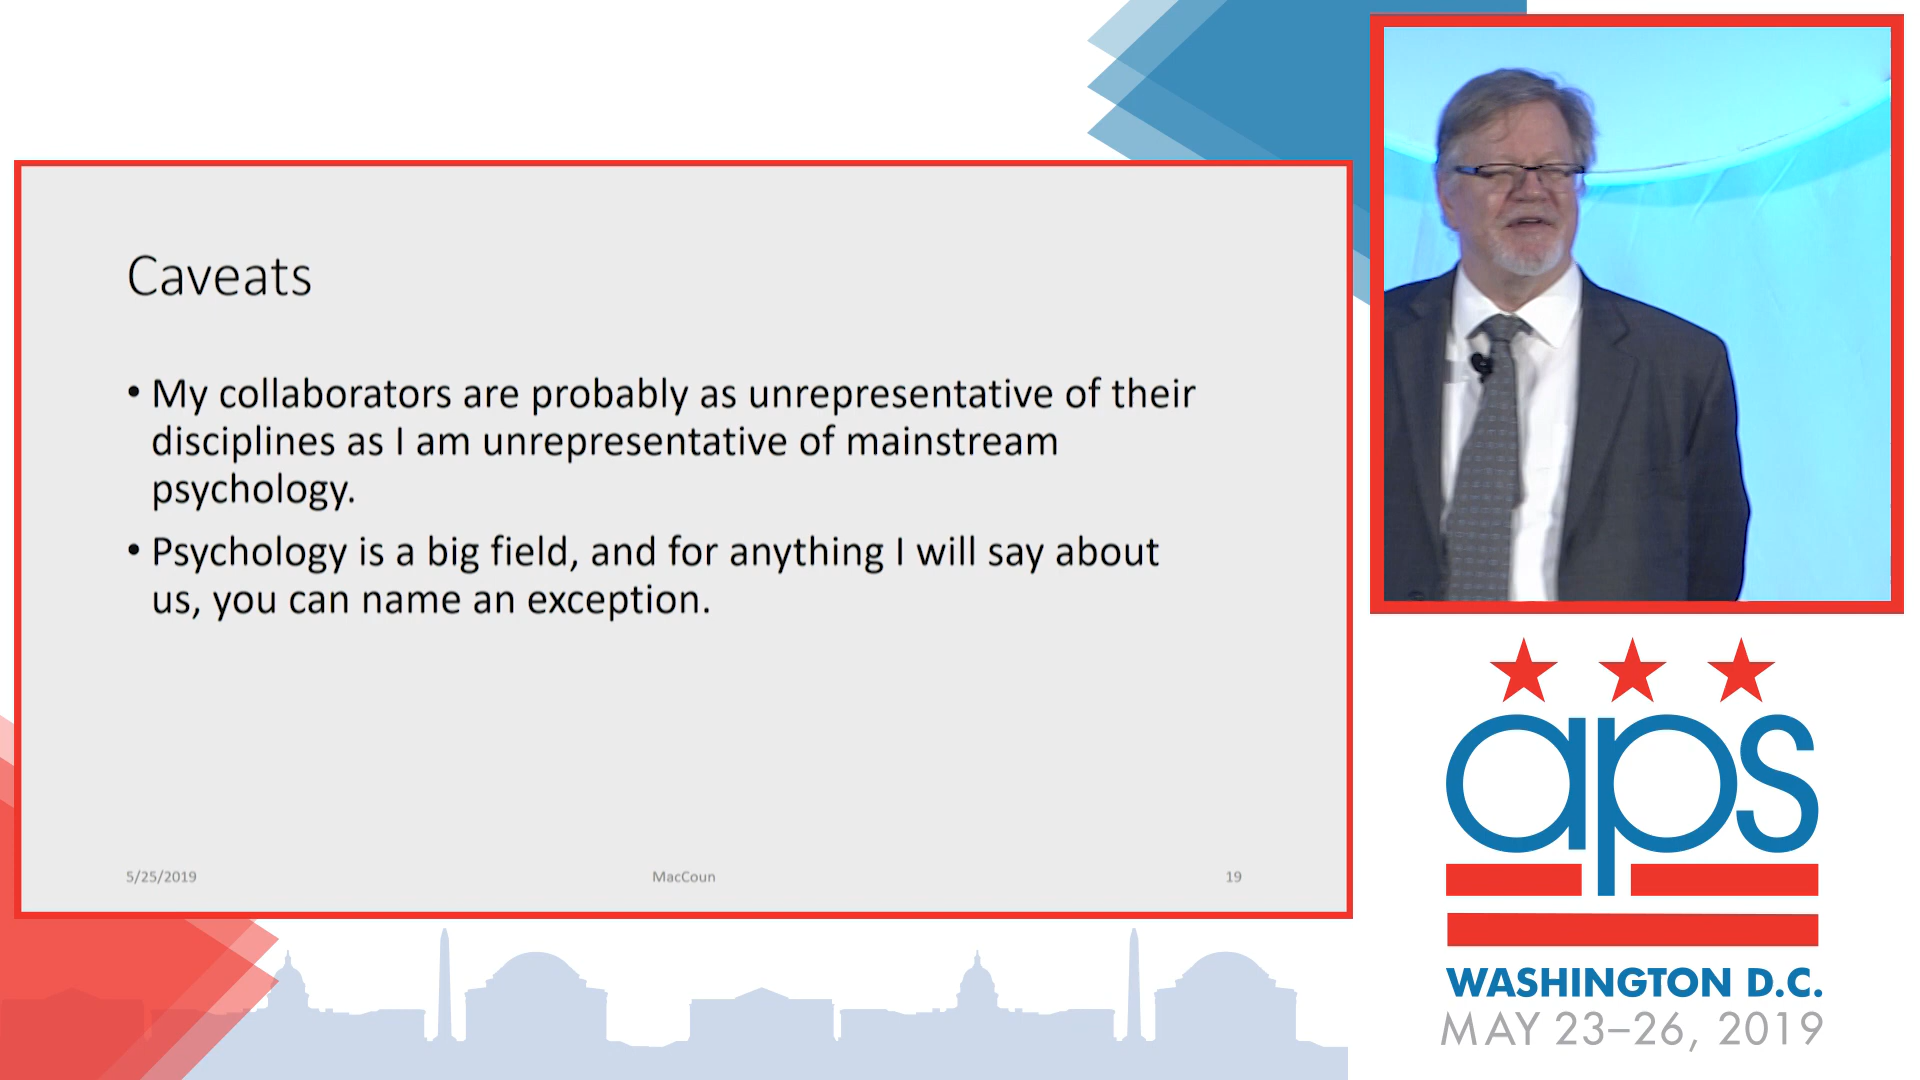 Caveats
• My collaborators are probably as unrepresentative of their
disciplines as I am unrepresentative of mainstream
psychology.
• Psychology is a big field, and for anything I will say about
us, you can name an exception.
5/25/2019
MacCoun
19
aps
WASHINGTON D.C.
MAY 23–26, 2019